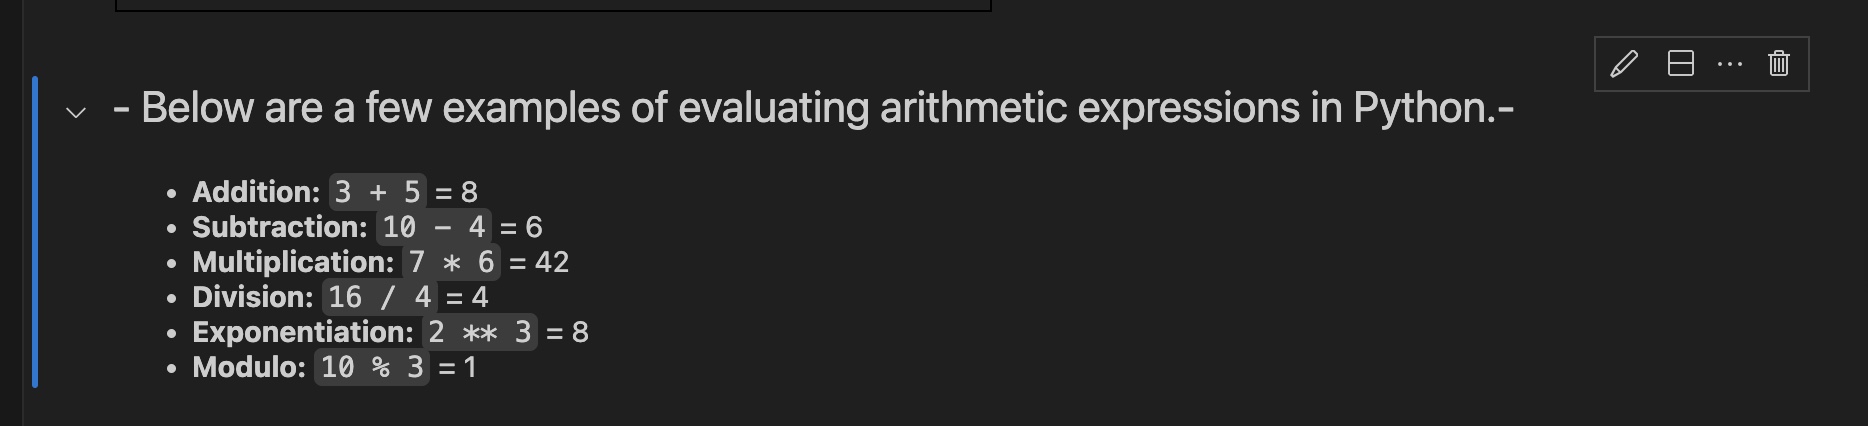 - Below are a few examples of evaluating arithmetic expressions in Python.-
• Addition: 3 + 5 = 8
• Subtraction: 10 - 4 = 6
• Multiplication: 7 * 6 = 42
• Division: 16 / 4 = 4
• Exponentiation: 2 ** 3 = 8
• Modulo: 10 % 3 = 1